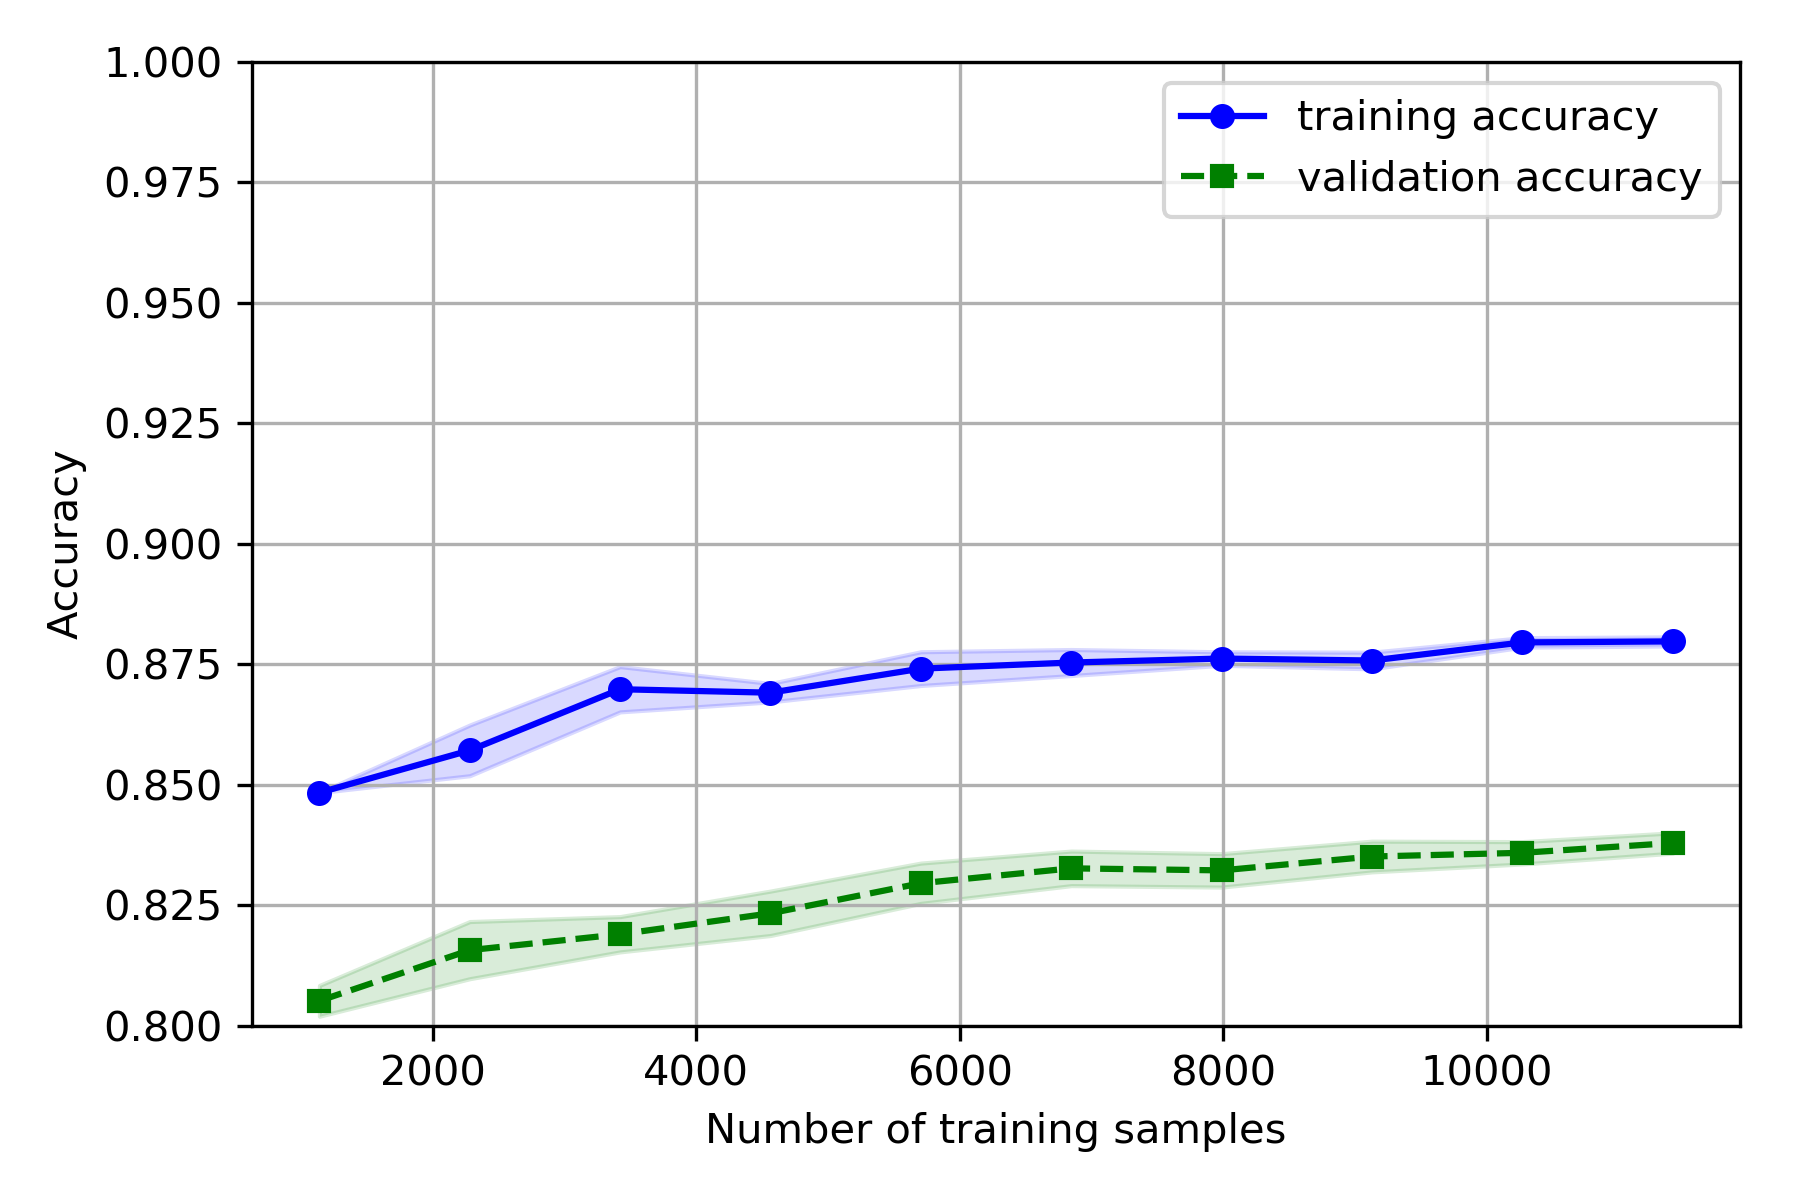 1.000
0.975
0.950
0.925
0.900
0.875
0.850
0.825
0.800
Accuracy
training accuracy
validation accuracy
2000 4000 6000 8000 10000
Number of training samples